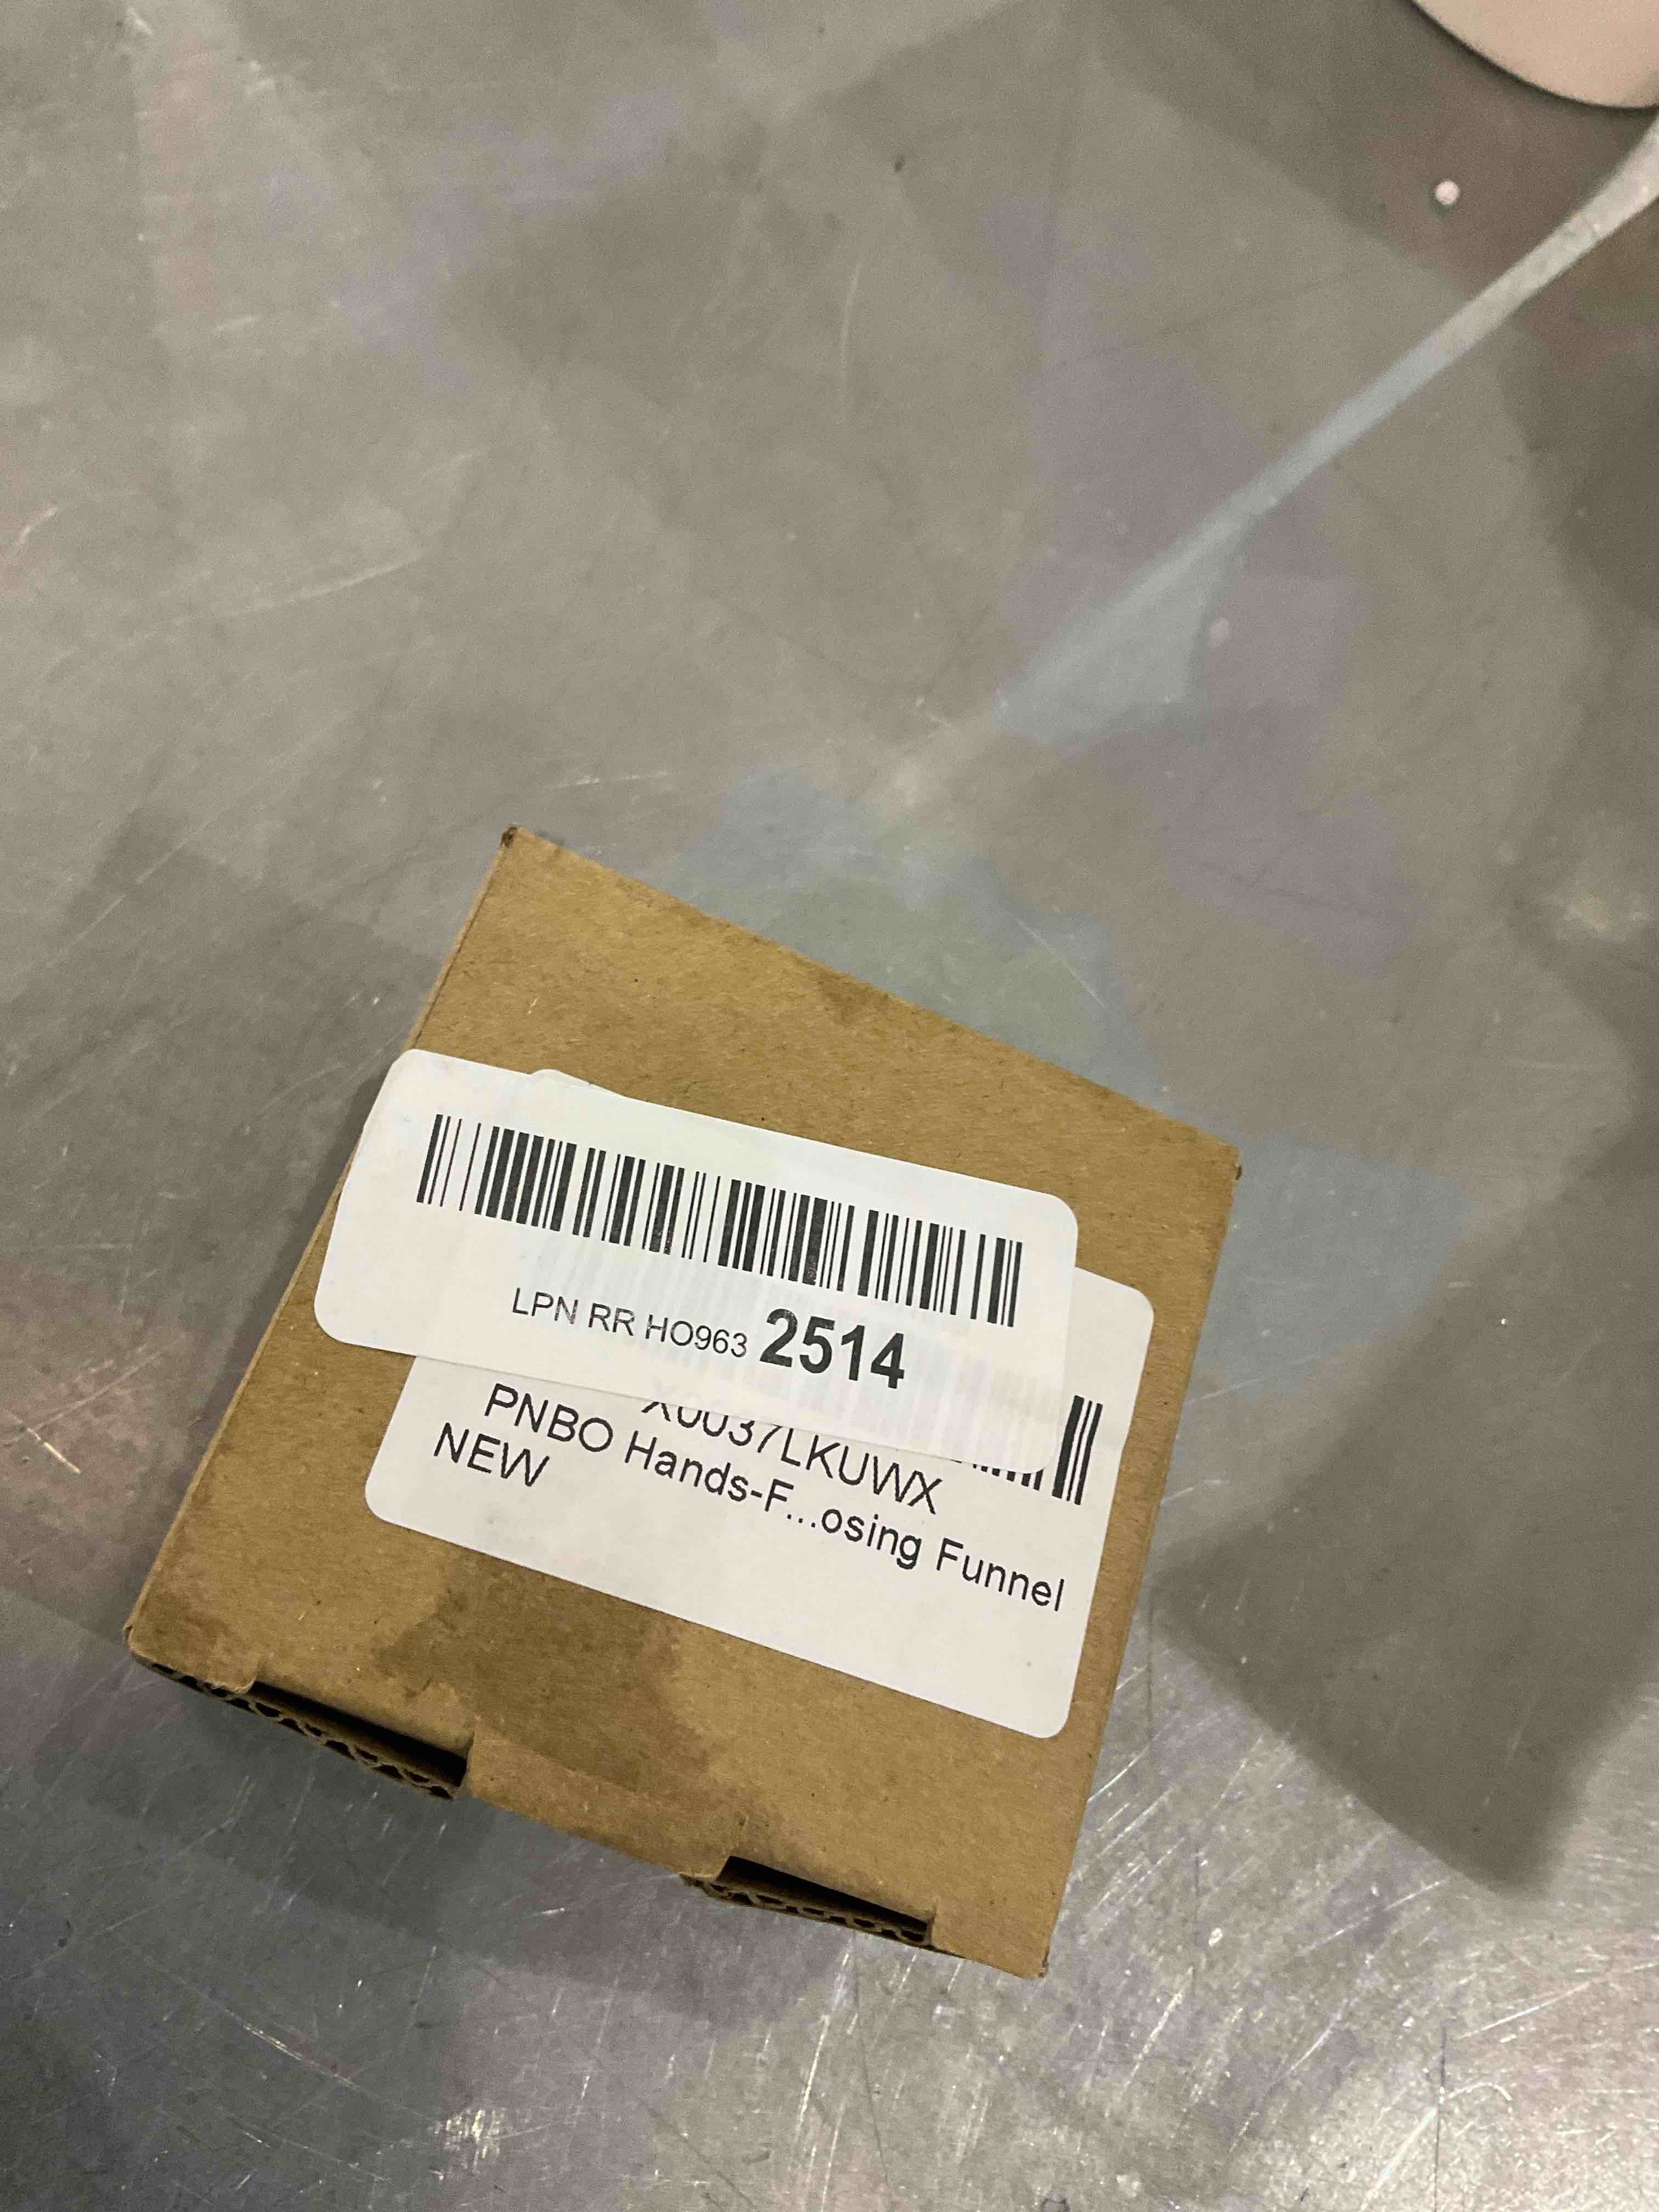 LPN RR HO963 2514
X0037LKUWX
PNBO Hands-F...osing Funnel
NEW